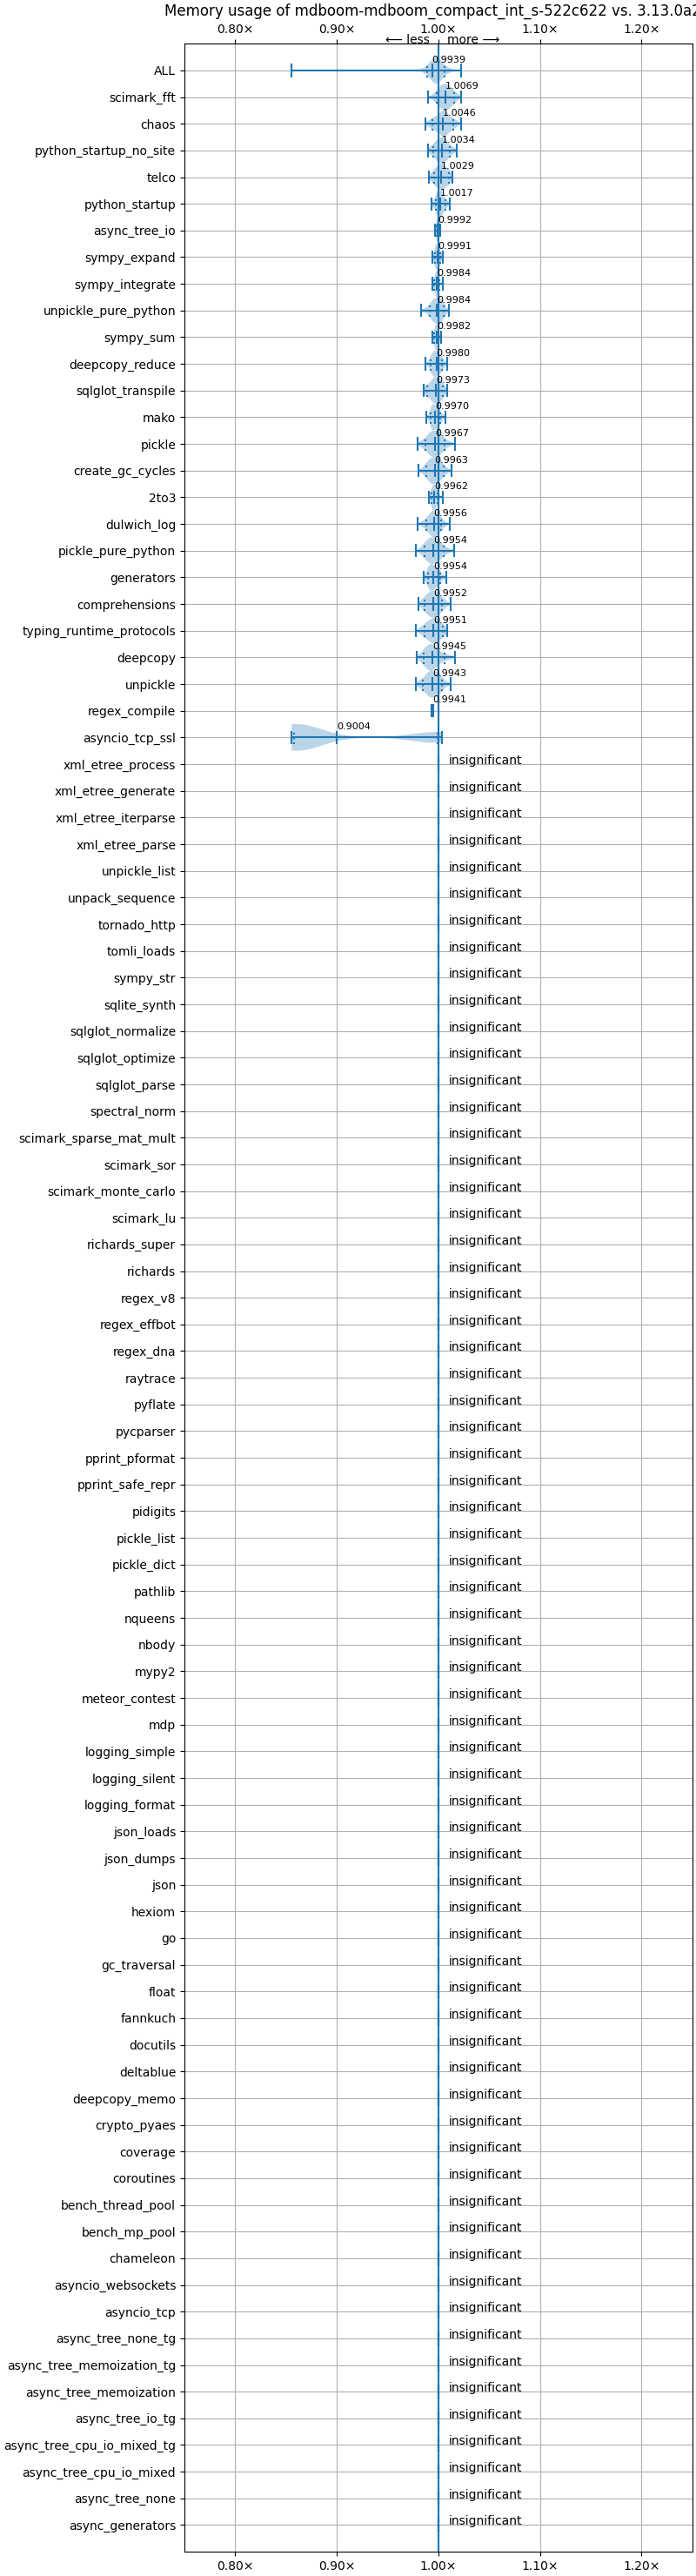 Memory usage of mdboom-mdboom_compact_int_s-522c622 vs. 3.13.0a2
0.80× 0.90× 1.00× 1.10× 1.20×
⟵ less more ⟶
ALL 0.9939
scimark_fft 1.0069
chaos 1.0046
python_startup_no_site 1.0034
telco 1.0029
python_startup 1.0017
async_tree_io 0.9992
sympy_expand 0.9991
sympy_integrate 0.9984
unpickle_pure_python 0.9984
sympy_sum 0.9982
deepcopy_reduce 0.9980
sqlglot_transpile 0.9973
mako 0.9970
pickle 0.9967
create_gc_cycles 0.9963
2to3 0.9962
dulwich_log 0.9956
pickle_pure_python 0.9954
generators 0.9954
comprehensions 0.9952
typing_runtime_protocols 0.9951
deepcopy 0.9945
unpickle 0.9943
regex_compile 0.9941
asyncio_tcp_ssl 0.9004
xml_etree_process insignificant
xml_etree_generate insignificant
xml_etree_iterparse insignificant
xml_etree_parse insignificant
unpickle_list insignificant
unpack_sequence insignificant
tornado_http insignificant
tomli_loads insignificant
sympy_str insignificant
sqlite_synth insignificant
sqlglot_normalize insignificant
sqlglot_optimize insignificant
sqlglot_parse insignificant
spectral_norm insignificant
scimark_sparse_mat_mult insignificant
scimark_sor insignificant
scimark_monte_carlo insignificant
scimark_lu insignificant
richards_super insignificant
richards insignificant
regex_v8 insignificant
regex_effbot insignificant
regex_dna insignificant
raytrace insignificant
pyflate insignificant
pycparser insignificant
pprint_pformat insignificant
pprint_safe_repr insignificant
pidigits insignificant
pickle_list insignificant
pickle_dict insignificant
pathlib insignificant
nqueens insignificant
nbody insignificant
mypy2 insignificant
meteor_contest insignificant
mdp insignificant
logging_simple insignificant
logging_silent insignificant
logging_format insignificant
json_loads insignificant
json_dumps insignificant
json insignificant
hexiom insignificant
go insignificant
gc_traversal insignificant
float insignificant
fannkuch insignificant
docutils insignificant
deltablue insignificant
deepcopy_memo insignificant
crypto_pyaes insignificant
coverage insignificant
coroutines insignificant
bench_thread_pool insignificant
bench_mp_pool insignificant
chameleon insignificant
asyncio_websockets insignificant
asyncio_tcp insignificant
async_tree_none_tg insignificant
async_tree_memoization_tg insignificant
async_tree_memoization insignificant
async_tree_io_tg insignificant
async_tree_cpu_io_mixed_tg insignificant
async_tree_cpu_io_mixed insignificant
async_tree_none insignificant
async_generators insignificant
0.80× 0.90× 1.00× 1.10× 1.20×